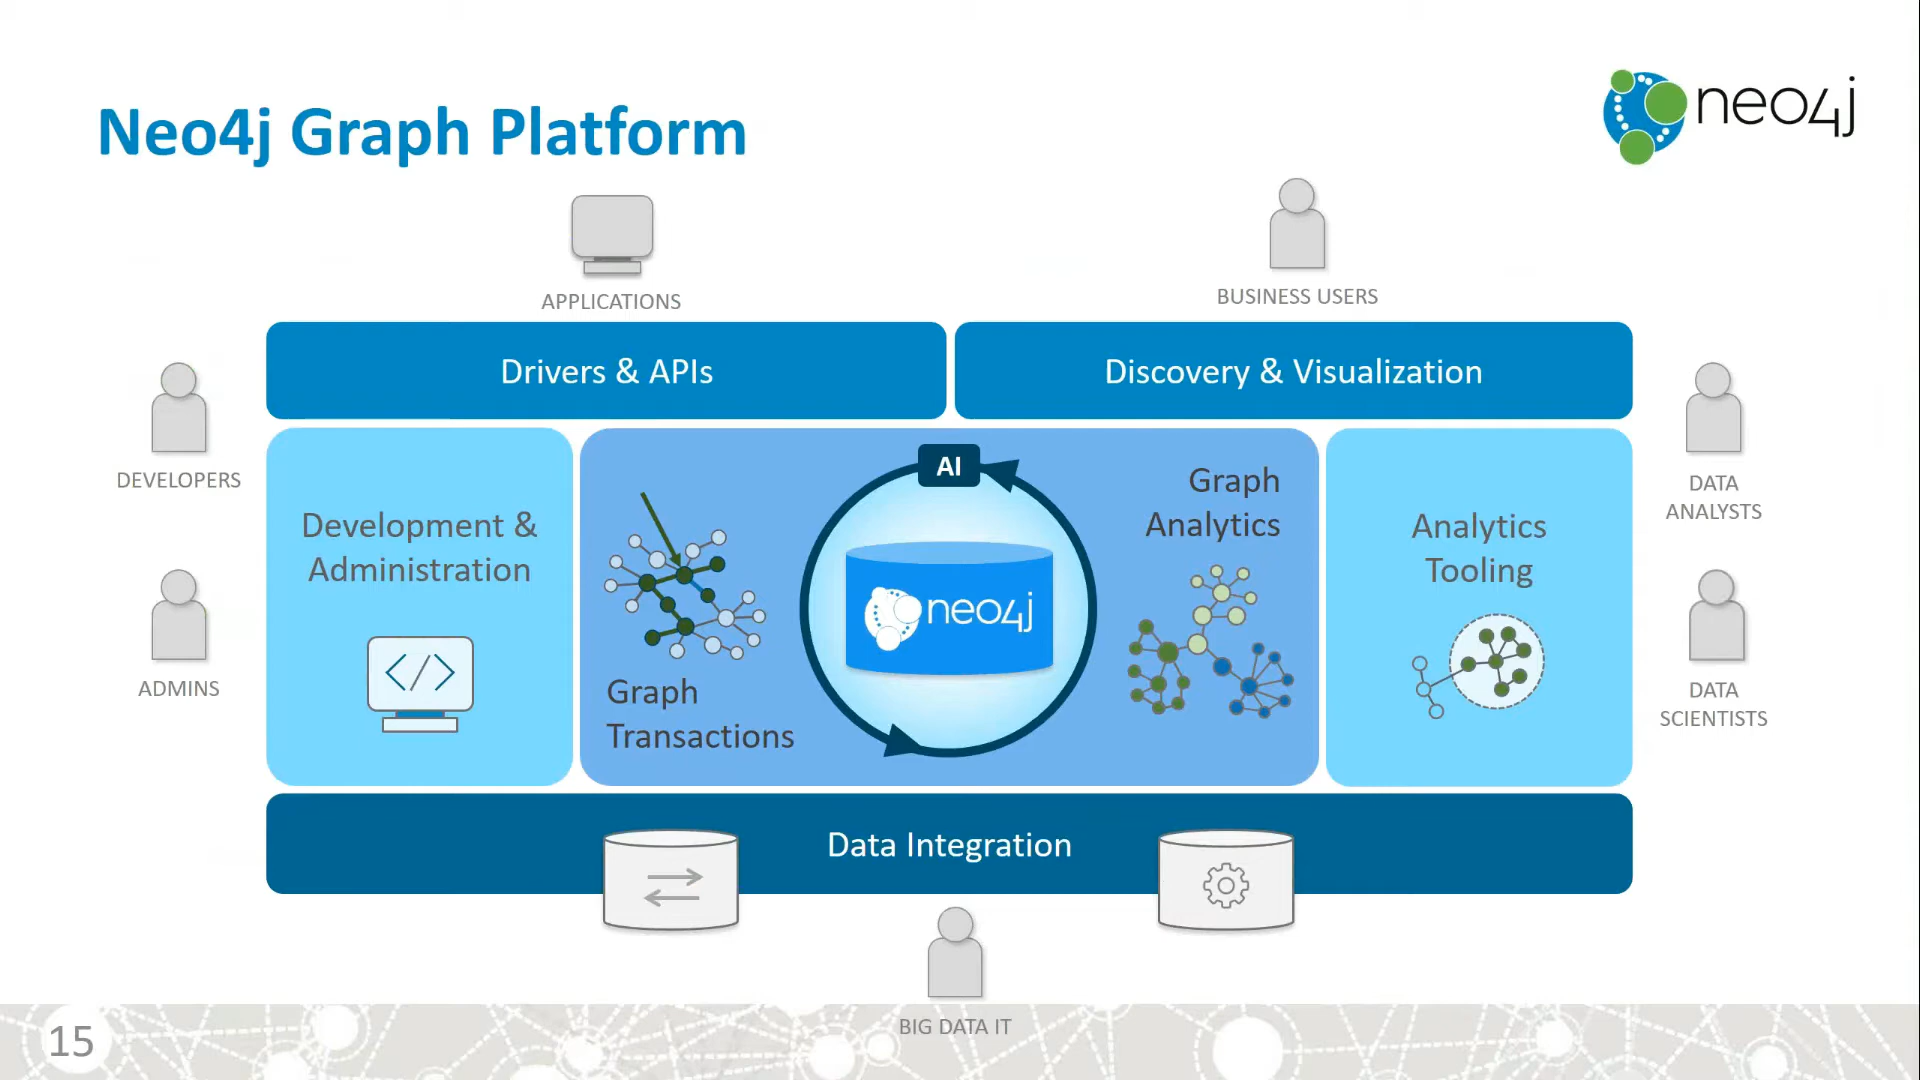 Neo4j Graph Platform
neo4j
APPLICATIONS
BUSINESS USERS
Drivers & APIs
Discovery & Visualization
DEVELOPERS
ADMINS
Development &
Administration
Graph
Transactions
AI
neo4j
Graph
Analytics
Analytics
Tooling
DATA
ANALYSTS
DATA
SCIENTISTS
Data Integration
BIG DATA IT
15